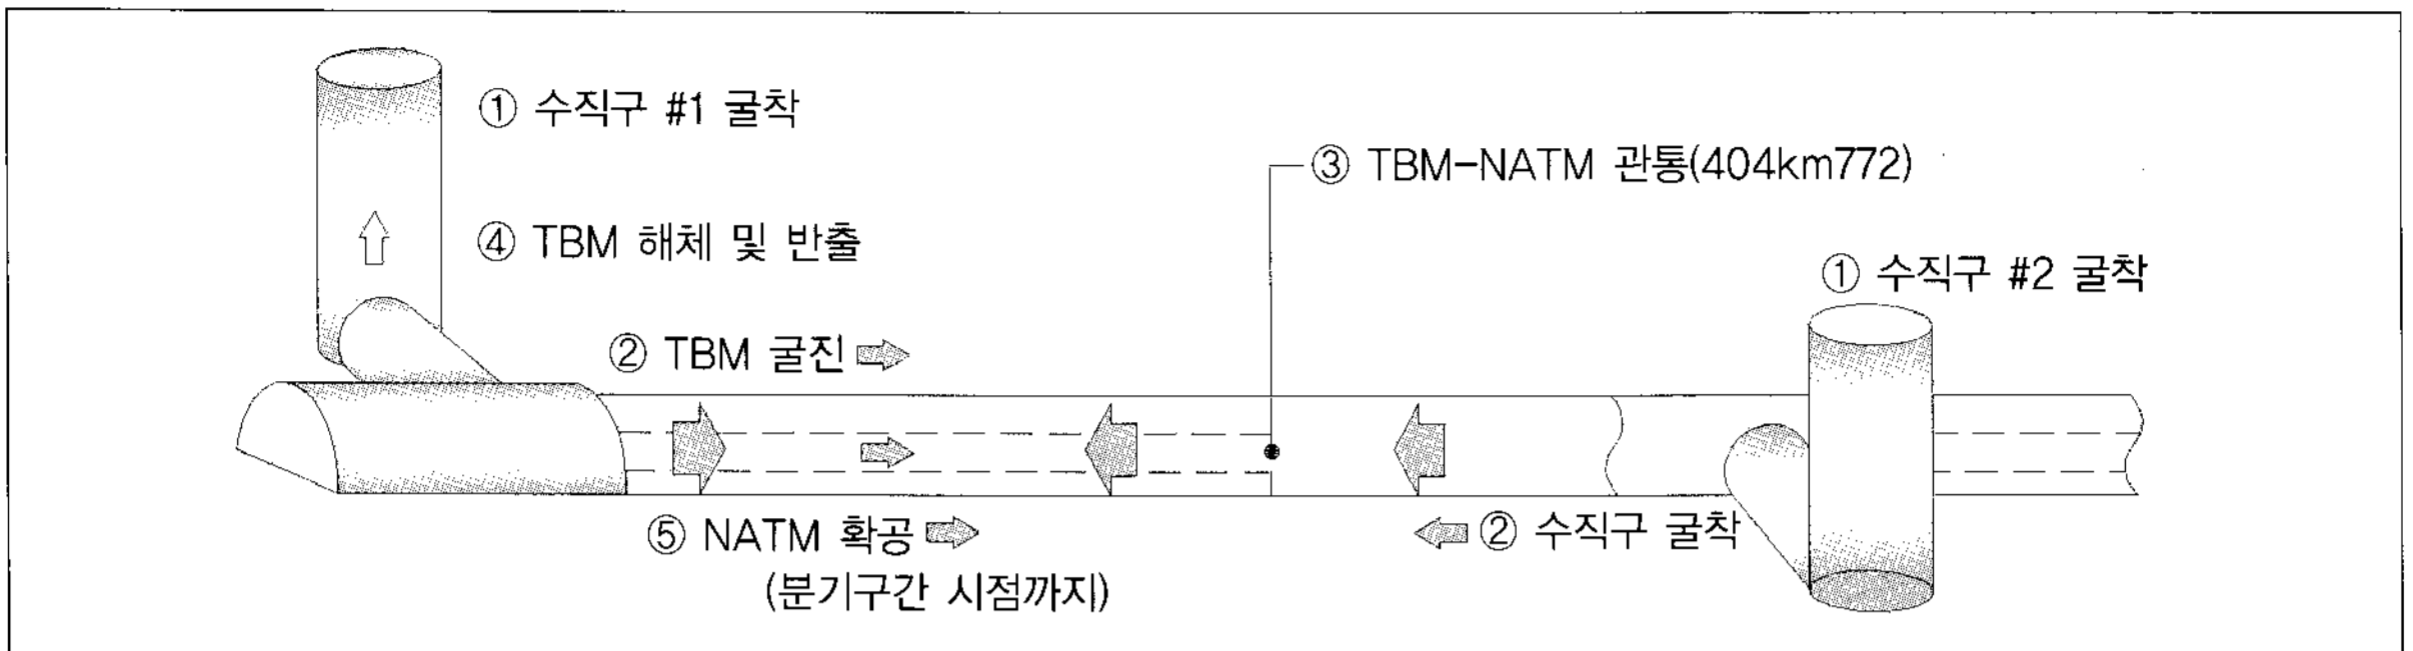 ① 수직구 #1 굴착
③ TBM-NATM 관통(404km772)
④ TBM 해체 및 반출
① 수직구 #2 굴착
② TBM 굴진
⑤ NATM 확공
② 수직구 굴착
(분기구간 시점까지)